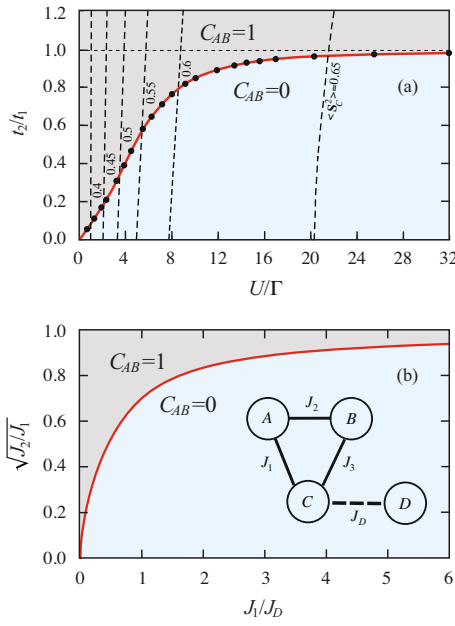 1.2
C_AB=1
1.0
0.8
0.6
0.4
0.2
0.0
t₂/t₁
0.4
0.45
0.5
0.55
0.6
<S_C²>=0.65
(a)
C_AB=0
0 4 8 12 16 20 24 28 32
U/Γ
1.0
0.8
0.6
0.4
0.2
0.0
√J₂/J₁
C_AB=1
(b)
C_AB=0
A J₂ B
J₁ J₃
C J_D D
0 1 2 3 4 5 6
J₁/J_D